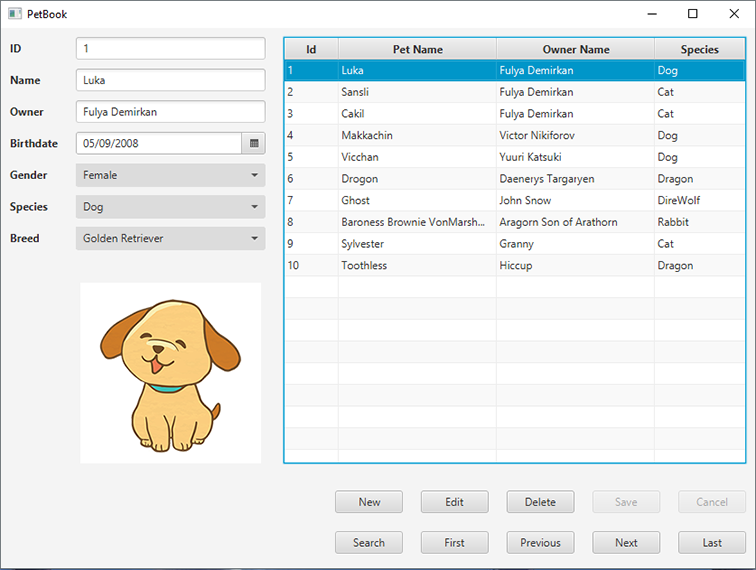 PetBook
ID 1
Name Luka
Owner Fulya Demirkan
Birthdate 05/09/2008
Gender Female
Species Dog
Breed Golden Retriever
Id Pet Name Owner Name Species
1 Luka Fulya Demirkan Dog
2 Sansli Fulya Demirkan Cat
3 Cakil Fulya Demirkan Cat
4 Makkachin Victor Nikiforov Dog
5 Vicchan Yuuri Katsuki Dog
6 Drogon Daenerys Targaryen Dragon
7 Ghost John Snow DireWolf
8 Baroness Brownie VonMarsh... Aragorn Son of Arathorn Rabbit
9 Sylvester Granny Cat
10 Toothless Hiccup Dragon
New Edit Delete Save Cancel
Search First Previous Next Last